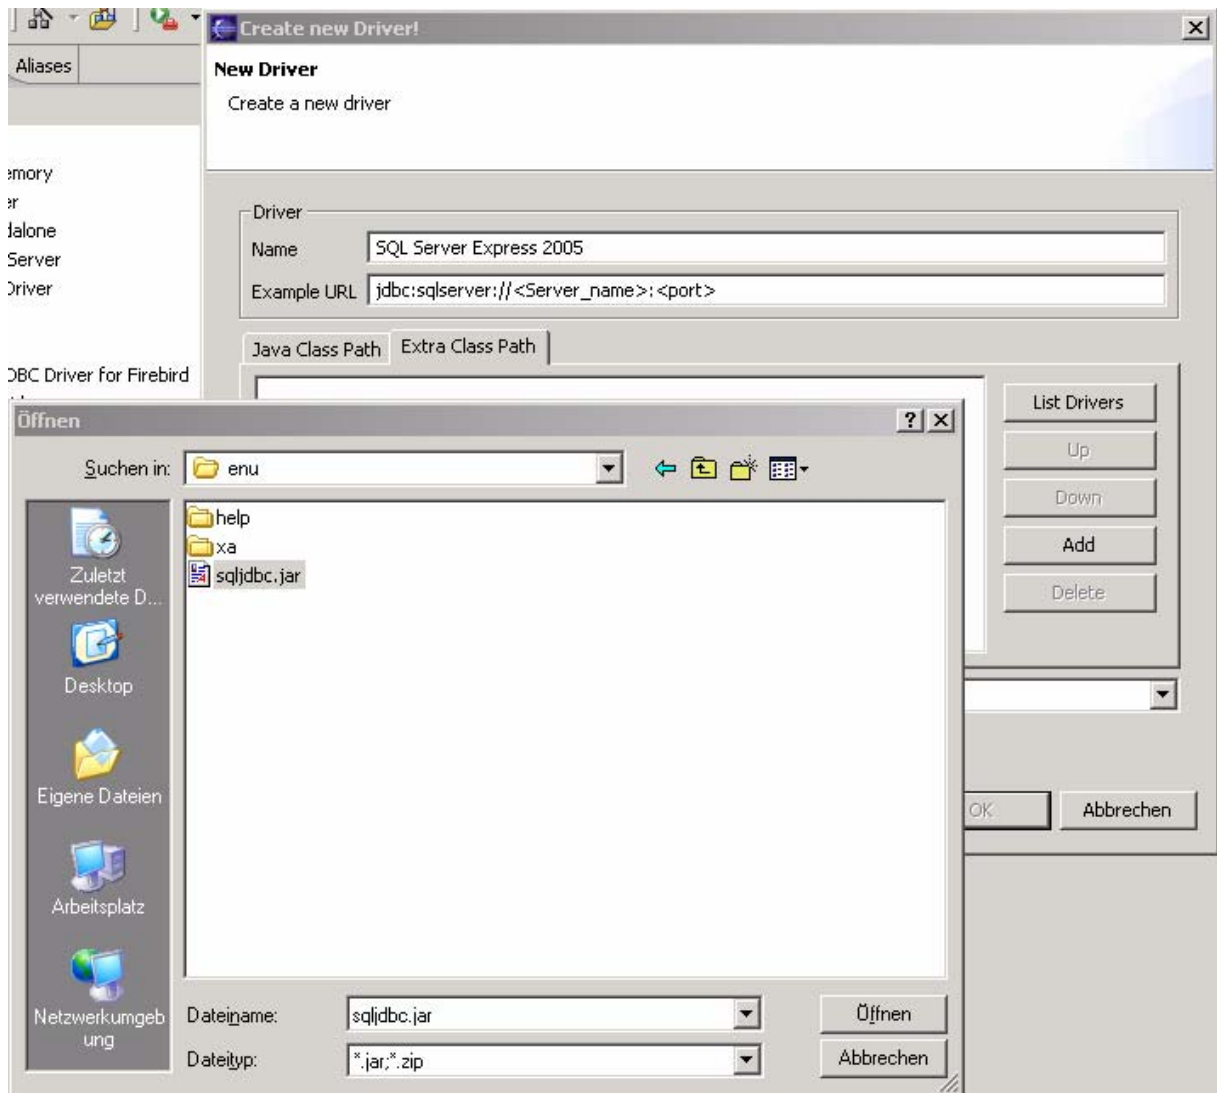 Create new Driver!
Aliases
New Driver
Create a new driver
emory
er
dalone
Server
Driver
OBC Driver for Firebird
Driver
Name SQL Server Express 2005
Example URL jdbc:sqlserver://<Server_name>:<port>
Java Class Path Extra Class Path
List Drivers
Up
Down
Add
Delete
OK Abbrechen
Öffnen
Suchen in: enu
help
xa
sqljdbc.jar
Zuletzt
verwendete D...
Desktop
Eigene Dateien
Arbeitsplatz
Netzwerkumgeb
ung
Dateiname: sqljdbc.jar Öffnen
Dateityp: *.jar;*.zip Abbrechen